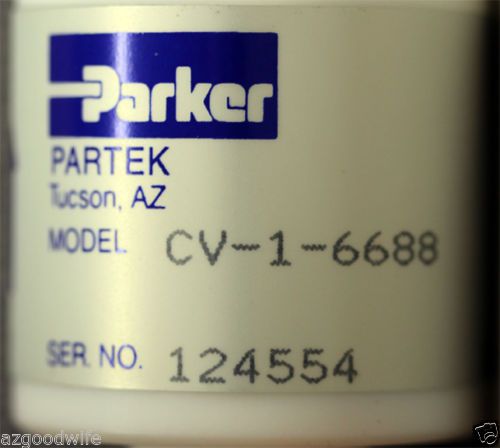 Parker
PARTEK
Tucson, AZ
MODEL CV-1-6688
SER. NO. 124554
azgoodwife